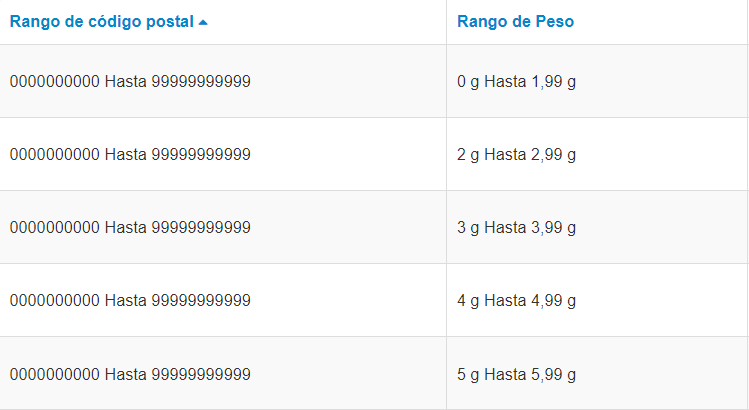 Rango de código postal Rango de Peso
0000000000 Hasta 99999999999 0 g Hasta 1,99 g
0000000000 Hasta 99999999999 2 g Hasta 2,99 g
0000000000 Hasta 99999999999 3 g Hasta 3,99 g
0000000000 Hasta 99999999999 4 g Hasta 4,99 g
0000000000 Hasta 99999999999 5 g Hasta 5,99 g